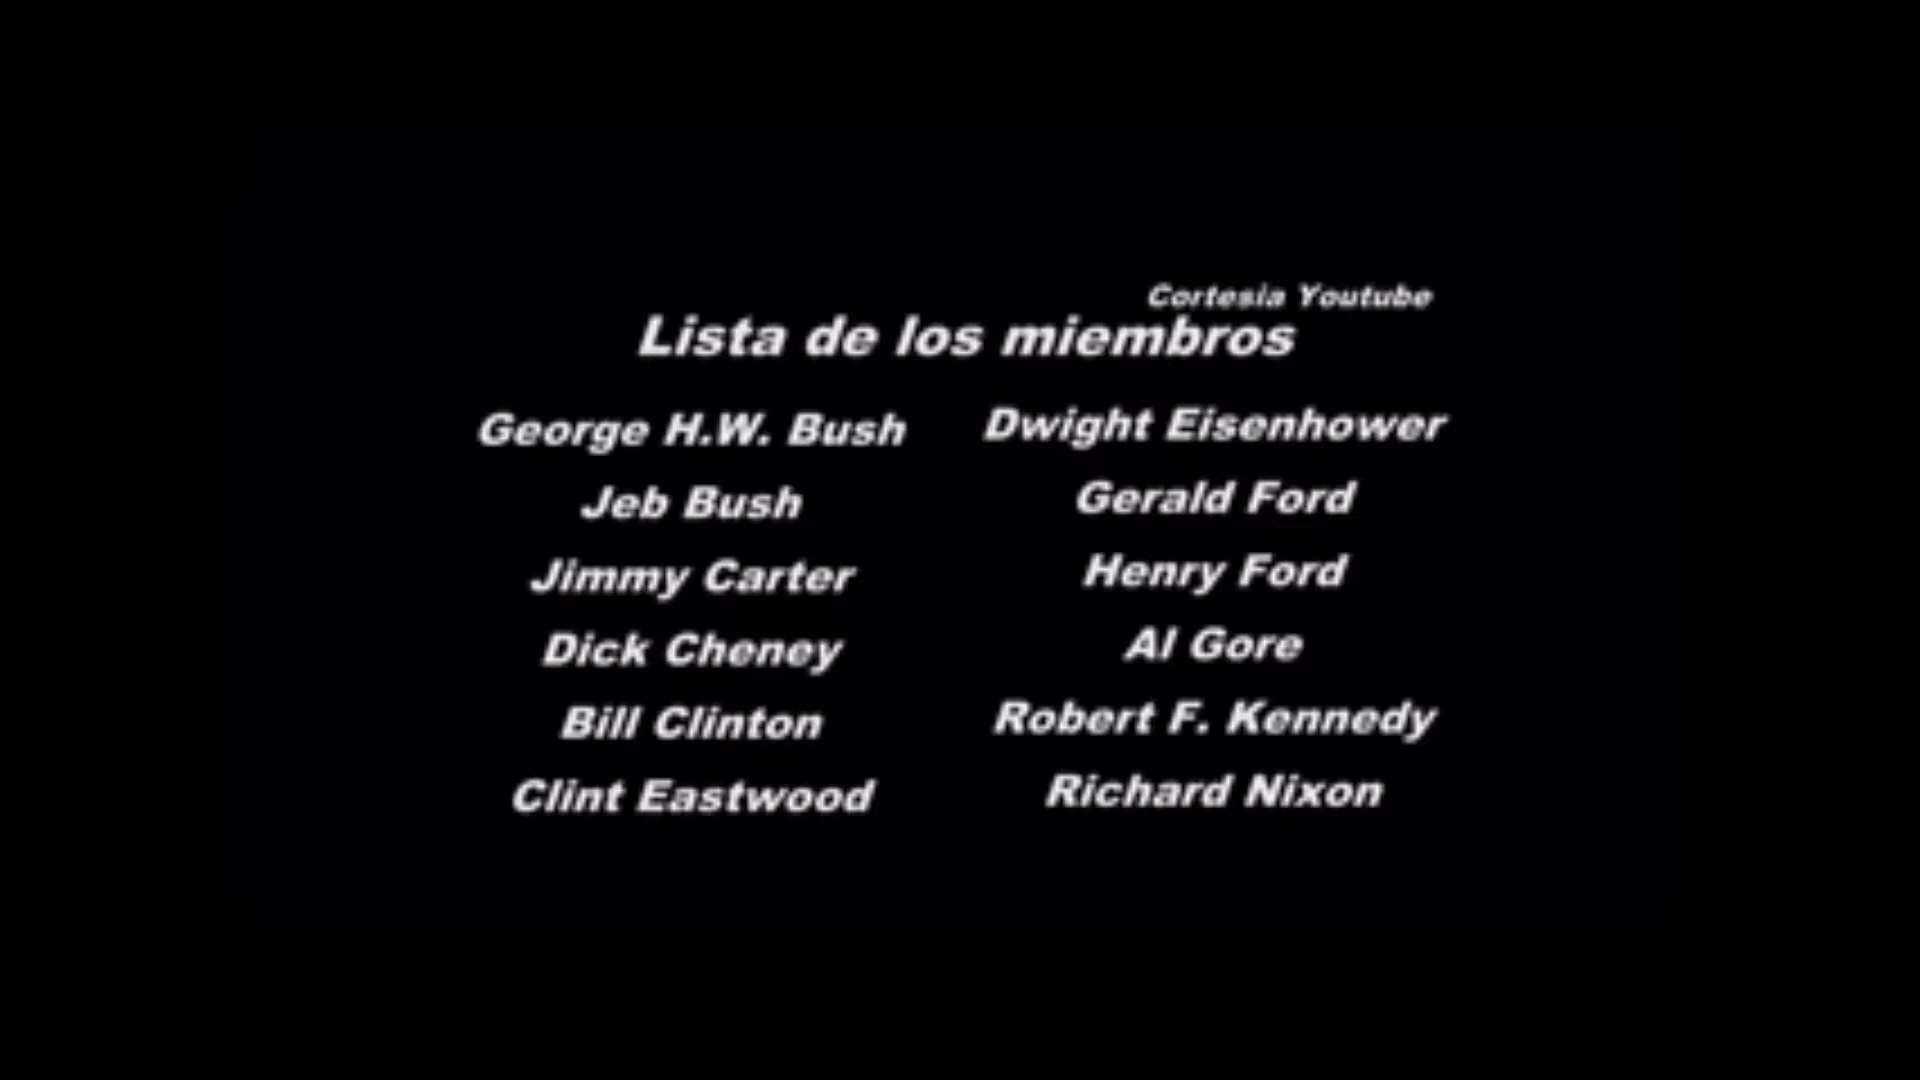 Cortesia Youtube
Lista de los miembros
George H.W. Bush
Jeb Bush
Jimmy Carter
Dick Cheney
Bill Clinton
Clint Eastwood
Dwight Eisenhower
Gerald Ford
Henry Ford
Al Gore
Robert F. Kennedy
Richard Nixon